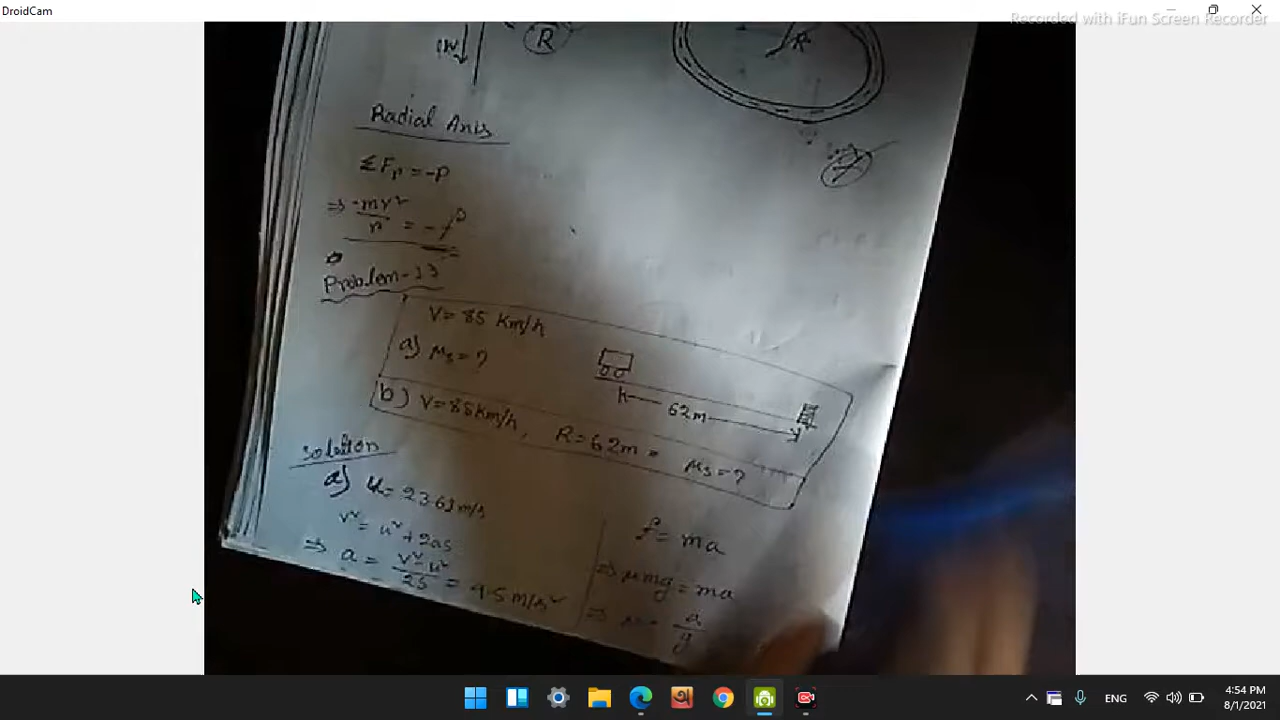 DroidCam
Recorded with iFun Screen Recorder
1W
R
R
Radial Axis
ΣFr = -P
⇒ -mv²/r = -P
Problem-13
V = 85 Km/h
a) μs = ?
62m
b) V = 85km/h, R = 62m = μs = ?
Solution
a) u = 23.61 m/s
v² = u² + 2as
⇒ a = v²-u²/2s = 9.5 m/s²
f = ma
⇒ μmg = ma
⇒ μ = a/g
ENG
4:54 PM
8/1/2021